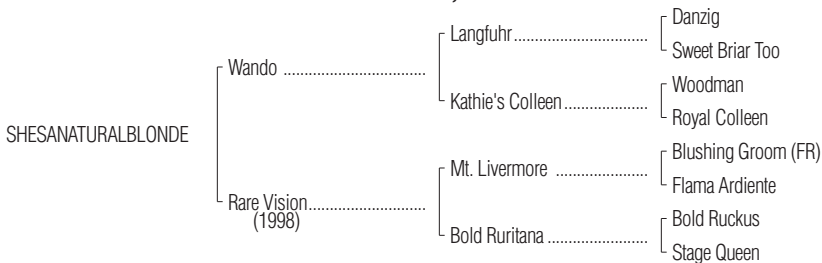 Danzig
Langfuhr
Sweet Briar Too
Wando
Woodman
Kathie's Colleen
Royal Colleen
SHESANATURALBLONDE
Blushing Groom (FR)
Mt. Livermore
Flama Ardiente
Rare Vision
(1998)
Bold Ruckus
Bold Ruritana
Stage Queen